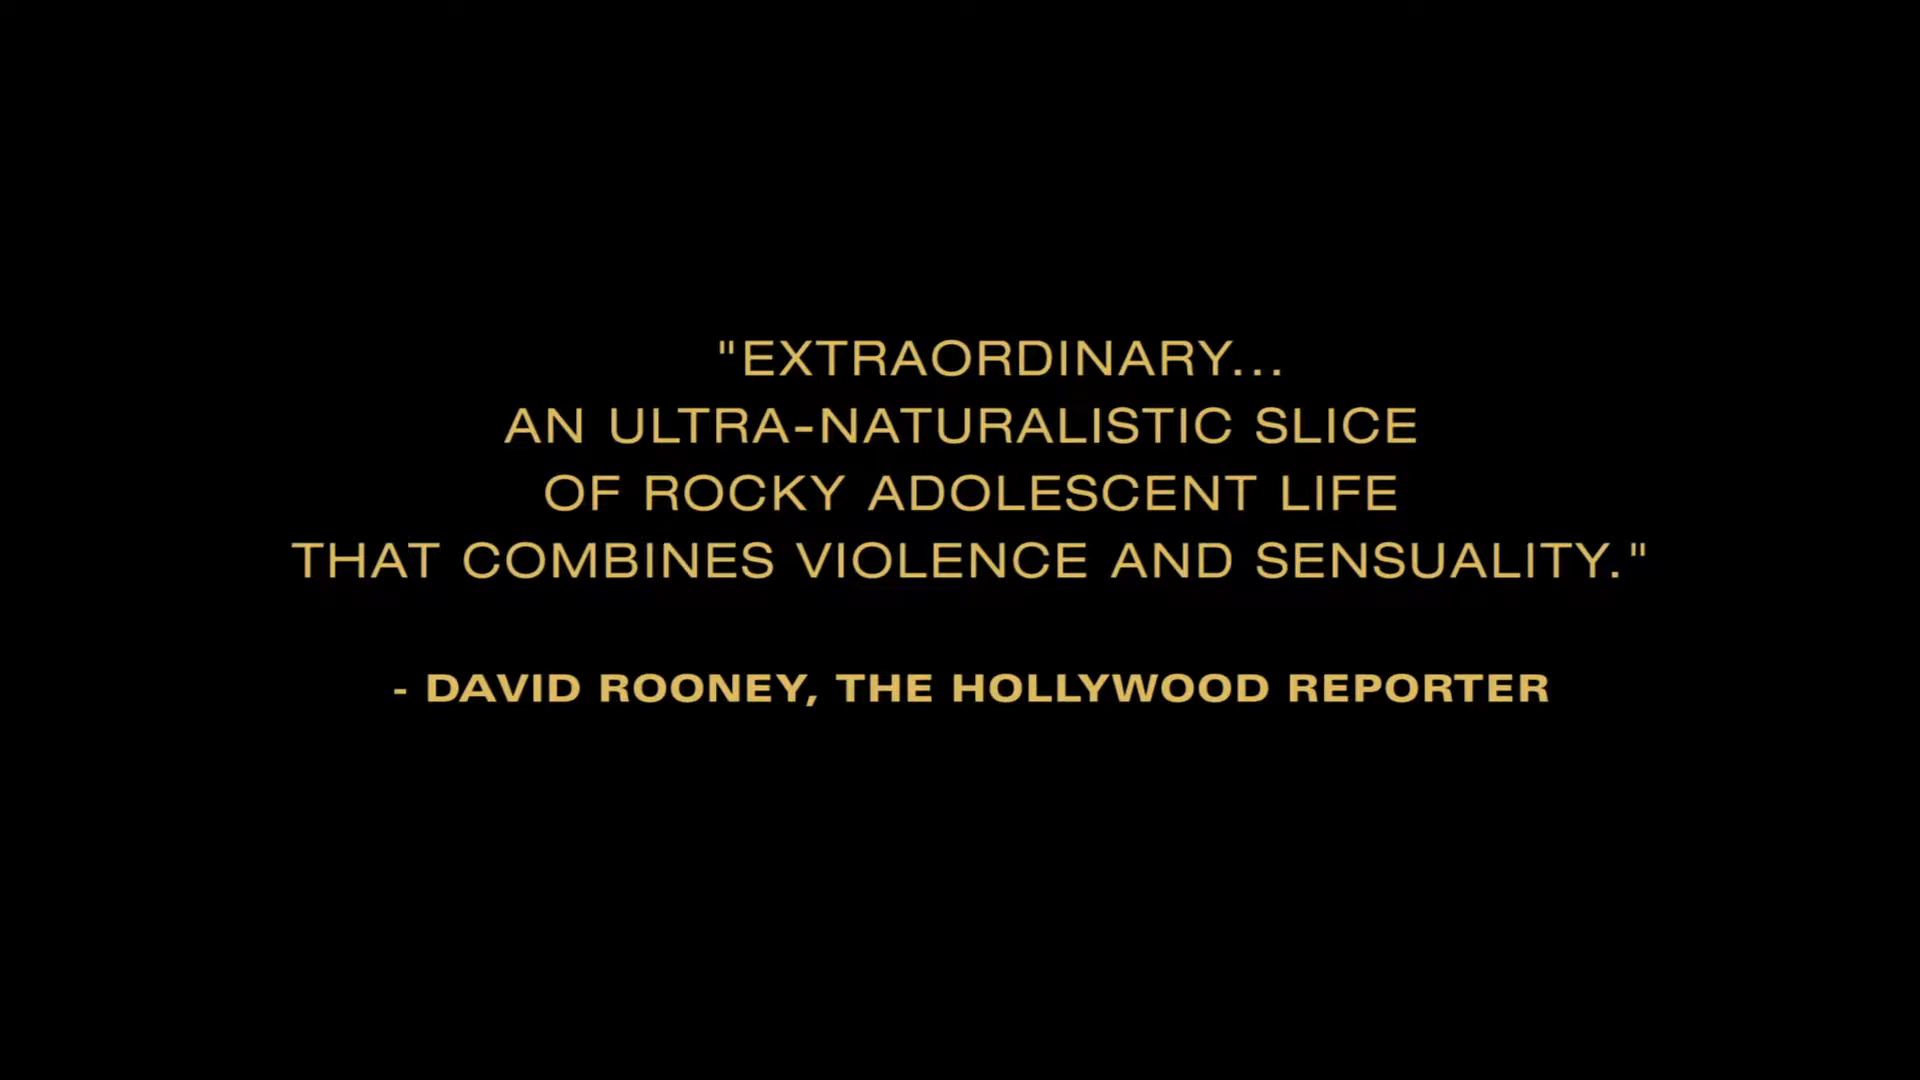 "EXTRAORDINARY...
AN ULTRA-NATURALISTIC SLICE
OF ROCKY ADOLESCENT LIFE
THAT COMBINES VIOLENCE AND SENSUALITY."
- DAVID ROONEY, THE HOLLYWOOD REPORTER